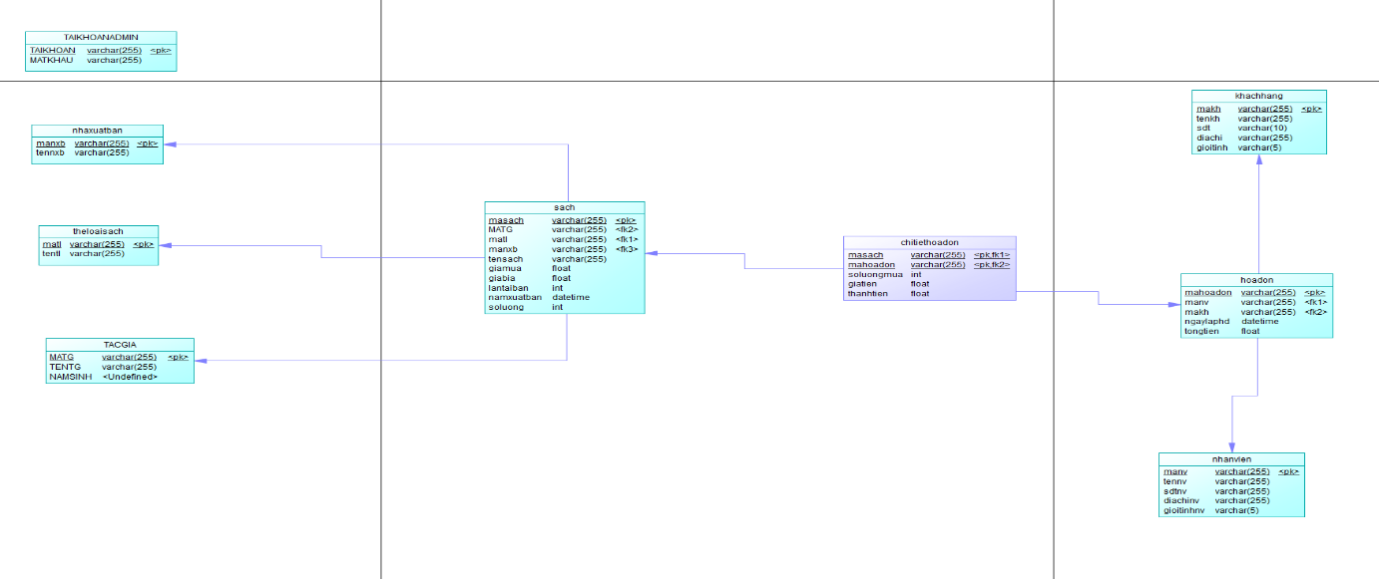 TAIKHOANADMIN
TAIKHOAN varchar(255) <pk>
MATKHAU varchar(255)
nhaxuatban
manxb varchar(255) <pk>
tennxb varchar(255)
theloaisach
matl varchar(255) <pk>
tentl varchar(255)
TACGIA
MATG varchar(255) <pk>
TENTG varchar(255)
NAMSINH <Undefined>
sach
masach varchar(255) <pk>
MATG varchar(255) <fk2>
matl varchar(255) <fk1>
manxb varchar(255) <fk3>
tensach varchar(255)
giamua float
giabia float
lantaiban int
namxuatban datetime
soluong int
chitiethoadon
masach varchar(255) <pk,fk1>
mahoadon varchar(255) <pk,fk2>
soluongmua int
giatien float
thanhtien float
khachhang
makh varchar(255) <pk>
tenkh varchar(255)
sdt varchar(10)
diachi varchar(255)
gioitinh varchar(5)
hoadon
mahoadon varchar(255) <pk>
manv varchar(255) <fk1>
makh varchar(255) <fk2>
ngaylaphd datetime
tongtien float
nhanvien
manv varchar(255) <pk>
tennv varchar(255)
sdtnv varchar(255)
diachinv varchar(255)
gioitinhnv varchar(5)